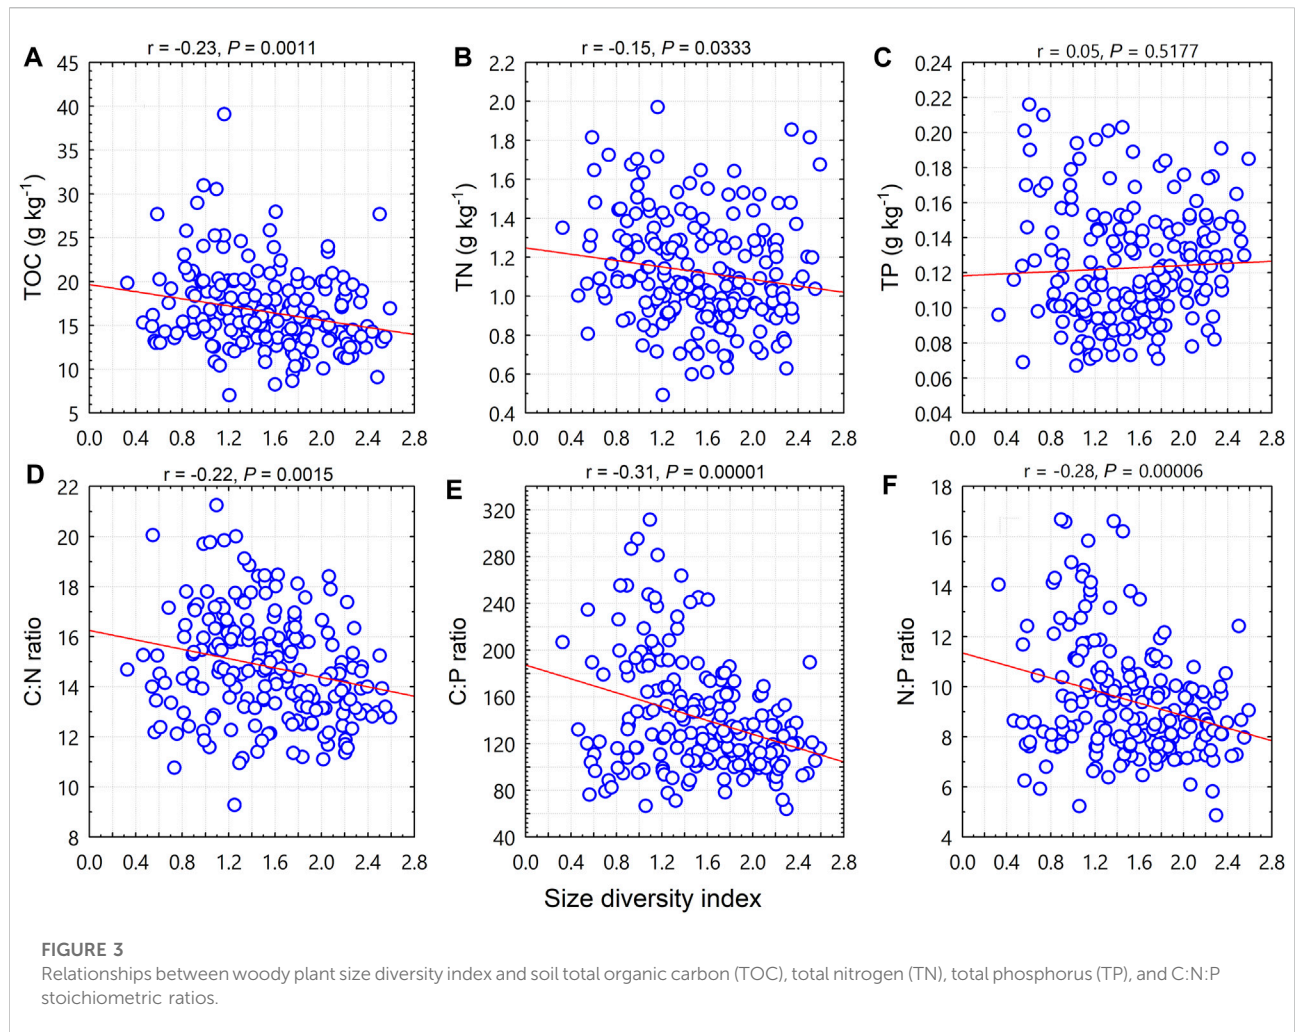 A
r = -0.23, P = 0.0011
TOC (g kg⁻¹)
45
40
35
30
25
20
15
10
5
0.0 0.4 0.8 1.2 1.6 2.0 2.4 2.8
B
r = -0.15, P = 0.0333
TN (g kg⁻¹)
2.2
2.0
1.8
1.6
1.4
1.2
1.0
0.8
0.6
0.4
0.0 0.4 0.8 1.2 1.6 2.0 2.4 2.8
C
r = 0.05, P = 0.5177
TP (g kg⁻¹)
0.24
0.22
0.20
0.18
0.16
0.14
0.12
0.10
0.08
0.06
0.04
0.0 0.4 0.8 1.2 1.6 2.0 2.4 2.8
D
r = -0.22, P = 0.0015
C:N ratio
22
20
18
16
14
12
10
8
0.0 0.4 0.8 1.2 1.6 2.0 2.4 2.8
E
r = -0.31, P = 0.00001
C:P ratio
320
280
240
200
160
120
80
40
0.0 0.4 0.8 1.2 1.6 2.0 2.4 2.8
F
r = -0.28, P = 0.00006
N:P ratio
18
16
14
12
10
8
6
4
0.0 0.4 0.8 1.2 1.6 2.0 2.4 2.8
Size diversity index
FIGURE 3
Relationships between woody plant size diversity index and soil total organic carbon (TOC), total nitrogen (TN), total phosphorus (TP), and C:N:P
stoichiometric ratios.